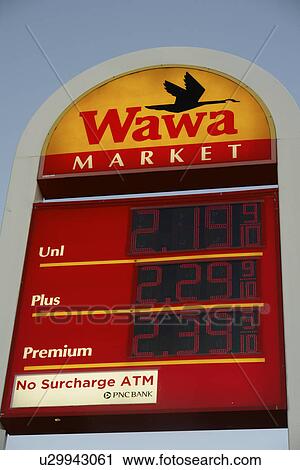 Wawa
MARKET
Unl 2.19 9/10
Plus 2.29 9/10
Premium 2.39 9/10
No Surcharge ATM
PNC BANK
© fotosearch ®
u29943061 www.fotosearch.com